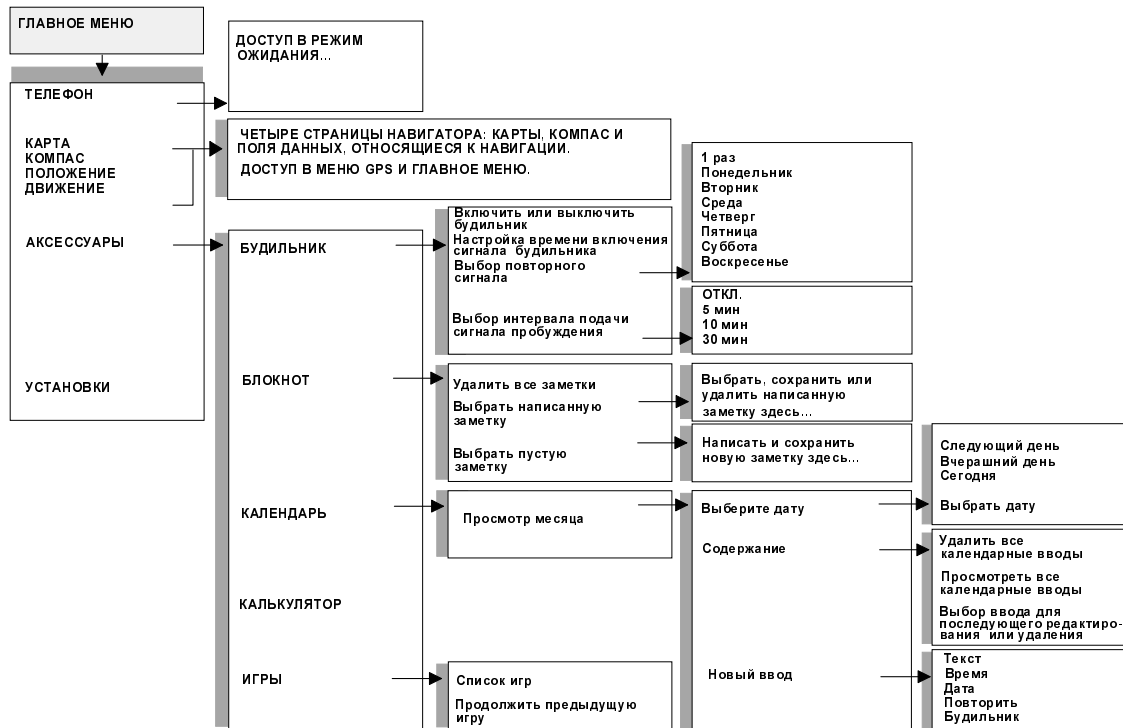 ГЛАВНОЕ МЕНЮ
ТЕЛЕФОН
КАРТА
КОМПАС
ПОЛОЖЕНИЕ
ДВИЖЕНИЕ
АКСЕССУАРЫ
УСТАНОВКИ
ДОСТУП В РЕЖИМ
ОЖИДАНИЯ...
ЧЕТЫРЕ СТРАНИЦЫ НАВИГАТОРА: КАРТЫ, КОМПАС И
ПОЛЯ ДАННЫХ, ОТНОСЯЩИЕСЯ К НАВИГАЦИИ.
ДОСТУП В МЕНЮ GPS И ГЛАВНОЕ МЕНЮ.
БУДИЛЬНИК
БЛОКНОТ
КАЛЕНДАРЬ
КАЛЬКУЛЯТОР
ИГРЫ
Включить или выключить
будильник
Настройка времени включения
сигнала будильника
Выбор повторного
сигнала
Выбор интервала подачи
сигнала пробуждения
1 раз
Понедельник
Вторник
Среда
Четверг
Пятница
Суббота
Воскресенье
ОТКЛ.
5 мин
10 мин
30 мин
Удалить все заметки
Выбрать написанную
заметку
Выбрать пустую
заметку
Выбрать, сохранить или
удалить написанную
заметку здесь...
Написать и сохранить
новую заметку здесь...
Просмотр месяца
Выберите дату
Содержание
Новый ввод
Следующий день
Вчерашний день
Сегодня
Выбрать дату
Удалить все
календарные вводы
Просмотреть все
календарные вводы
Выбор ввода для
последующего редактиро-
вания или удаления
Текст
Время
Дата
Повторить
Будильник
Список игр
Продолжить предыдущую
игру